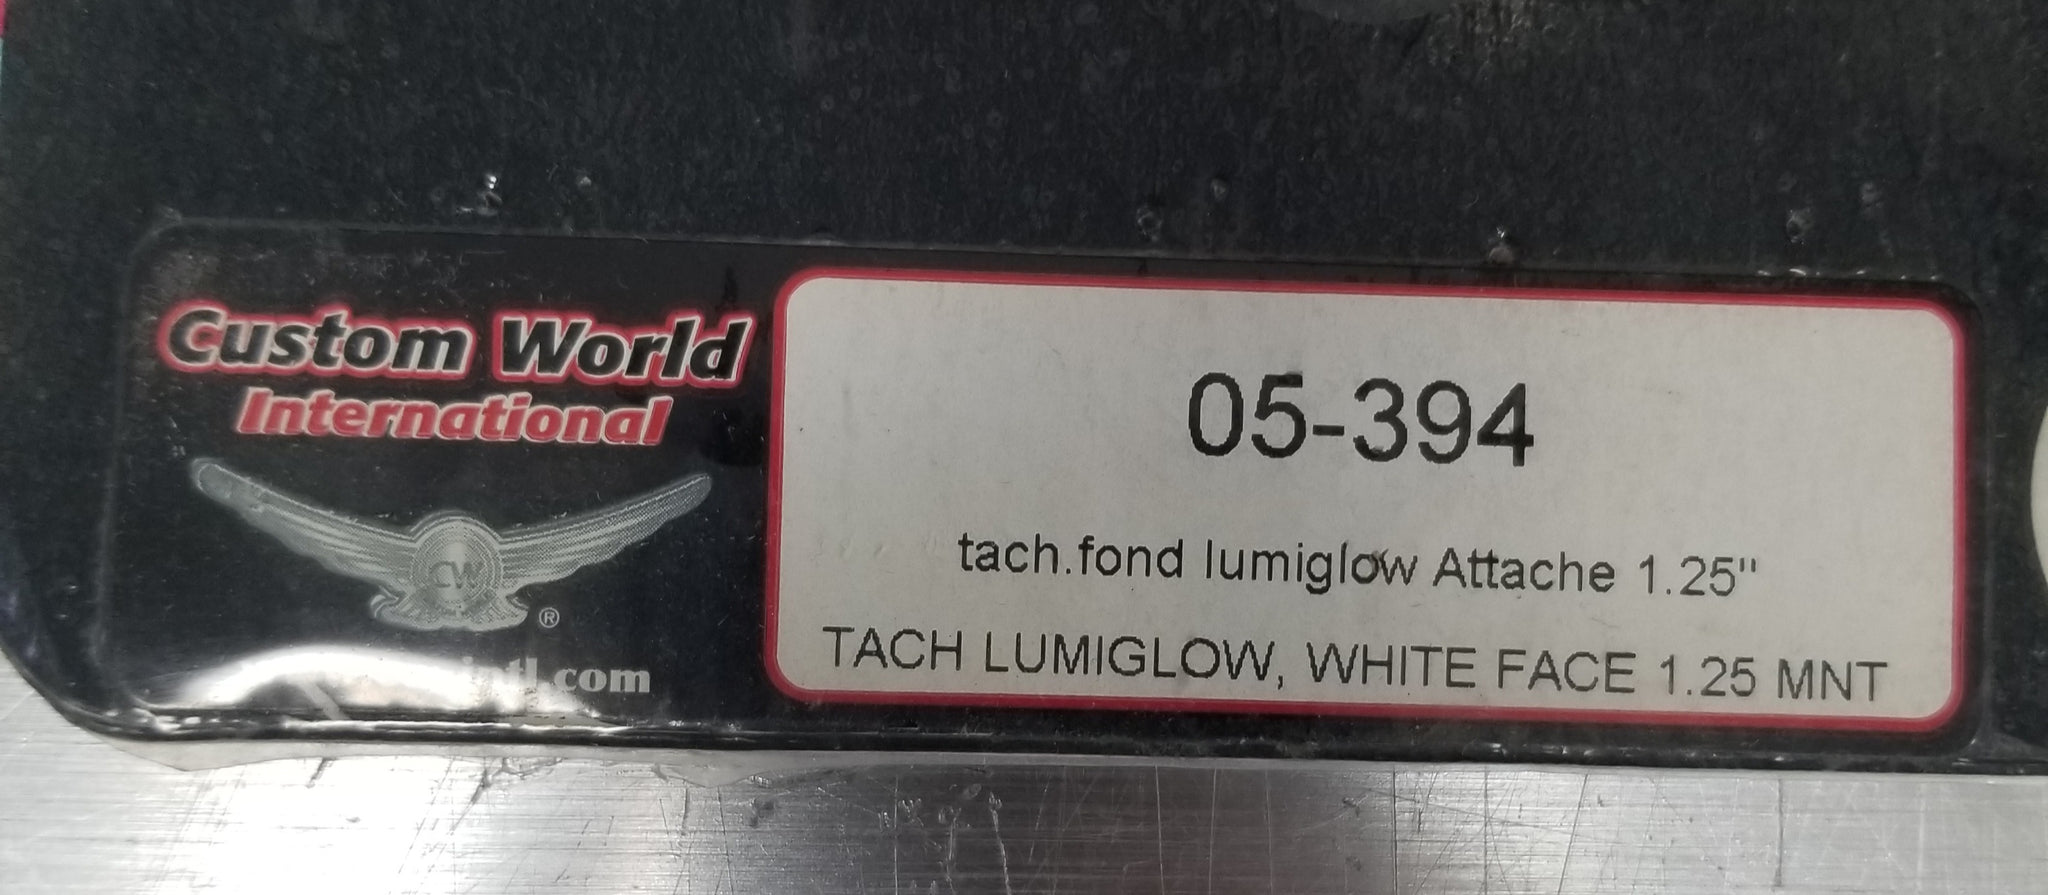 Custom World
International
CW
®
.com
05-394
tach.fond lumiglow Attache 1.25"
TACH LUMIGLOW, WHITE FACE 1.25 MNT